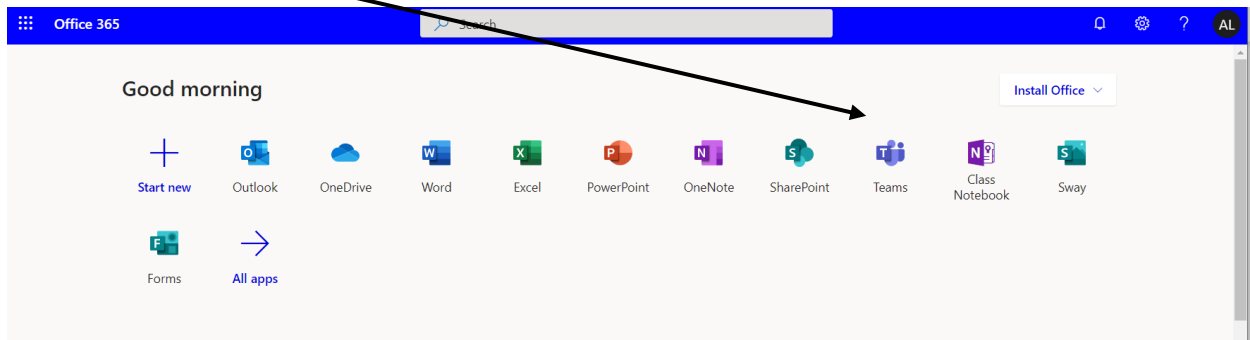 Office 365
Search
AL
Good morning
Install Office
Start new
Outlook
OneDrive
Word
Excel
PowerPoint
OneNote
SharePoint
Teams
Class
Notebook
Sway
Forms
All apps